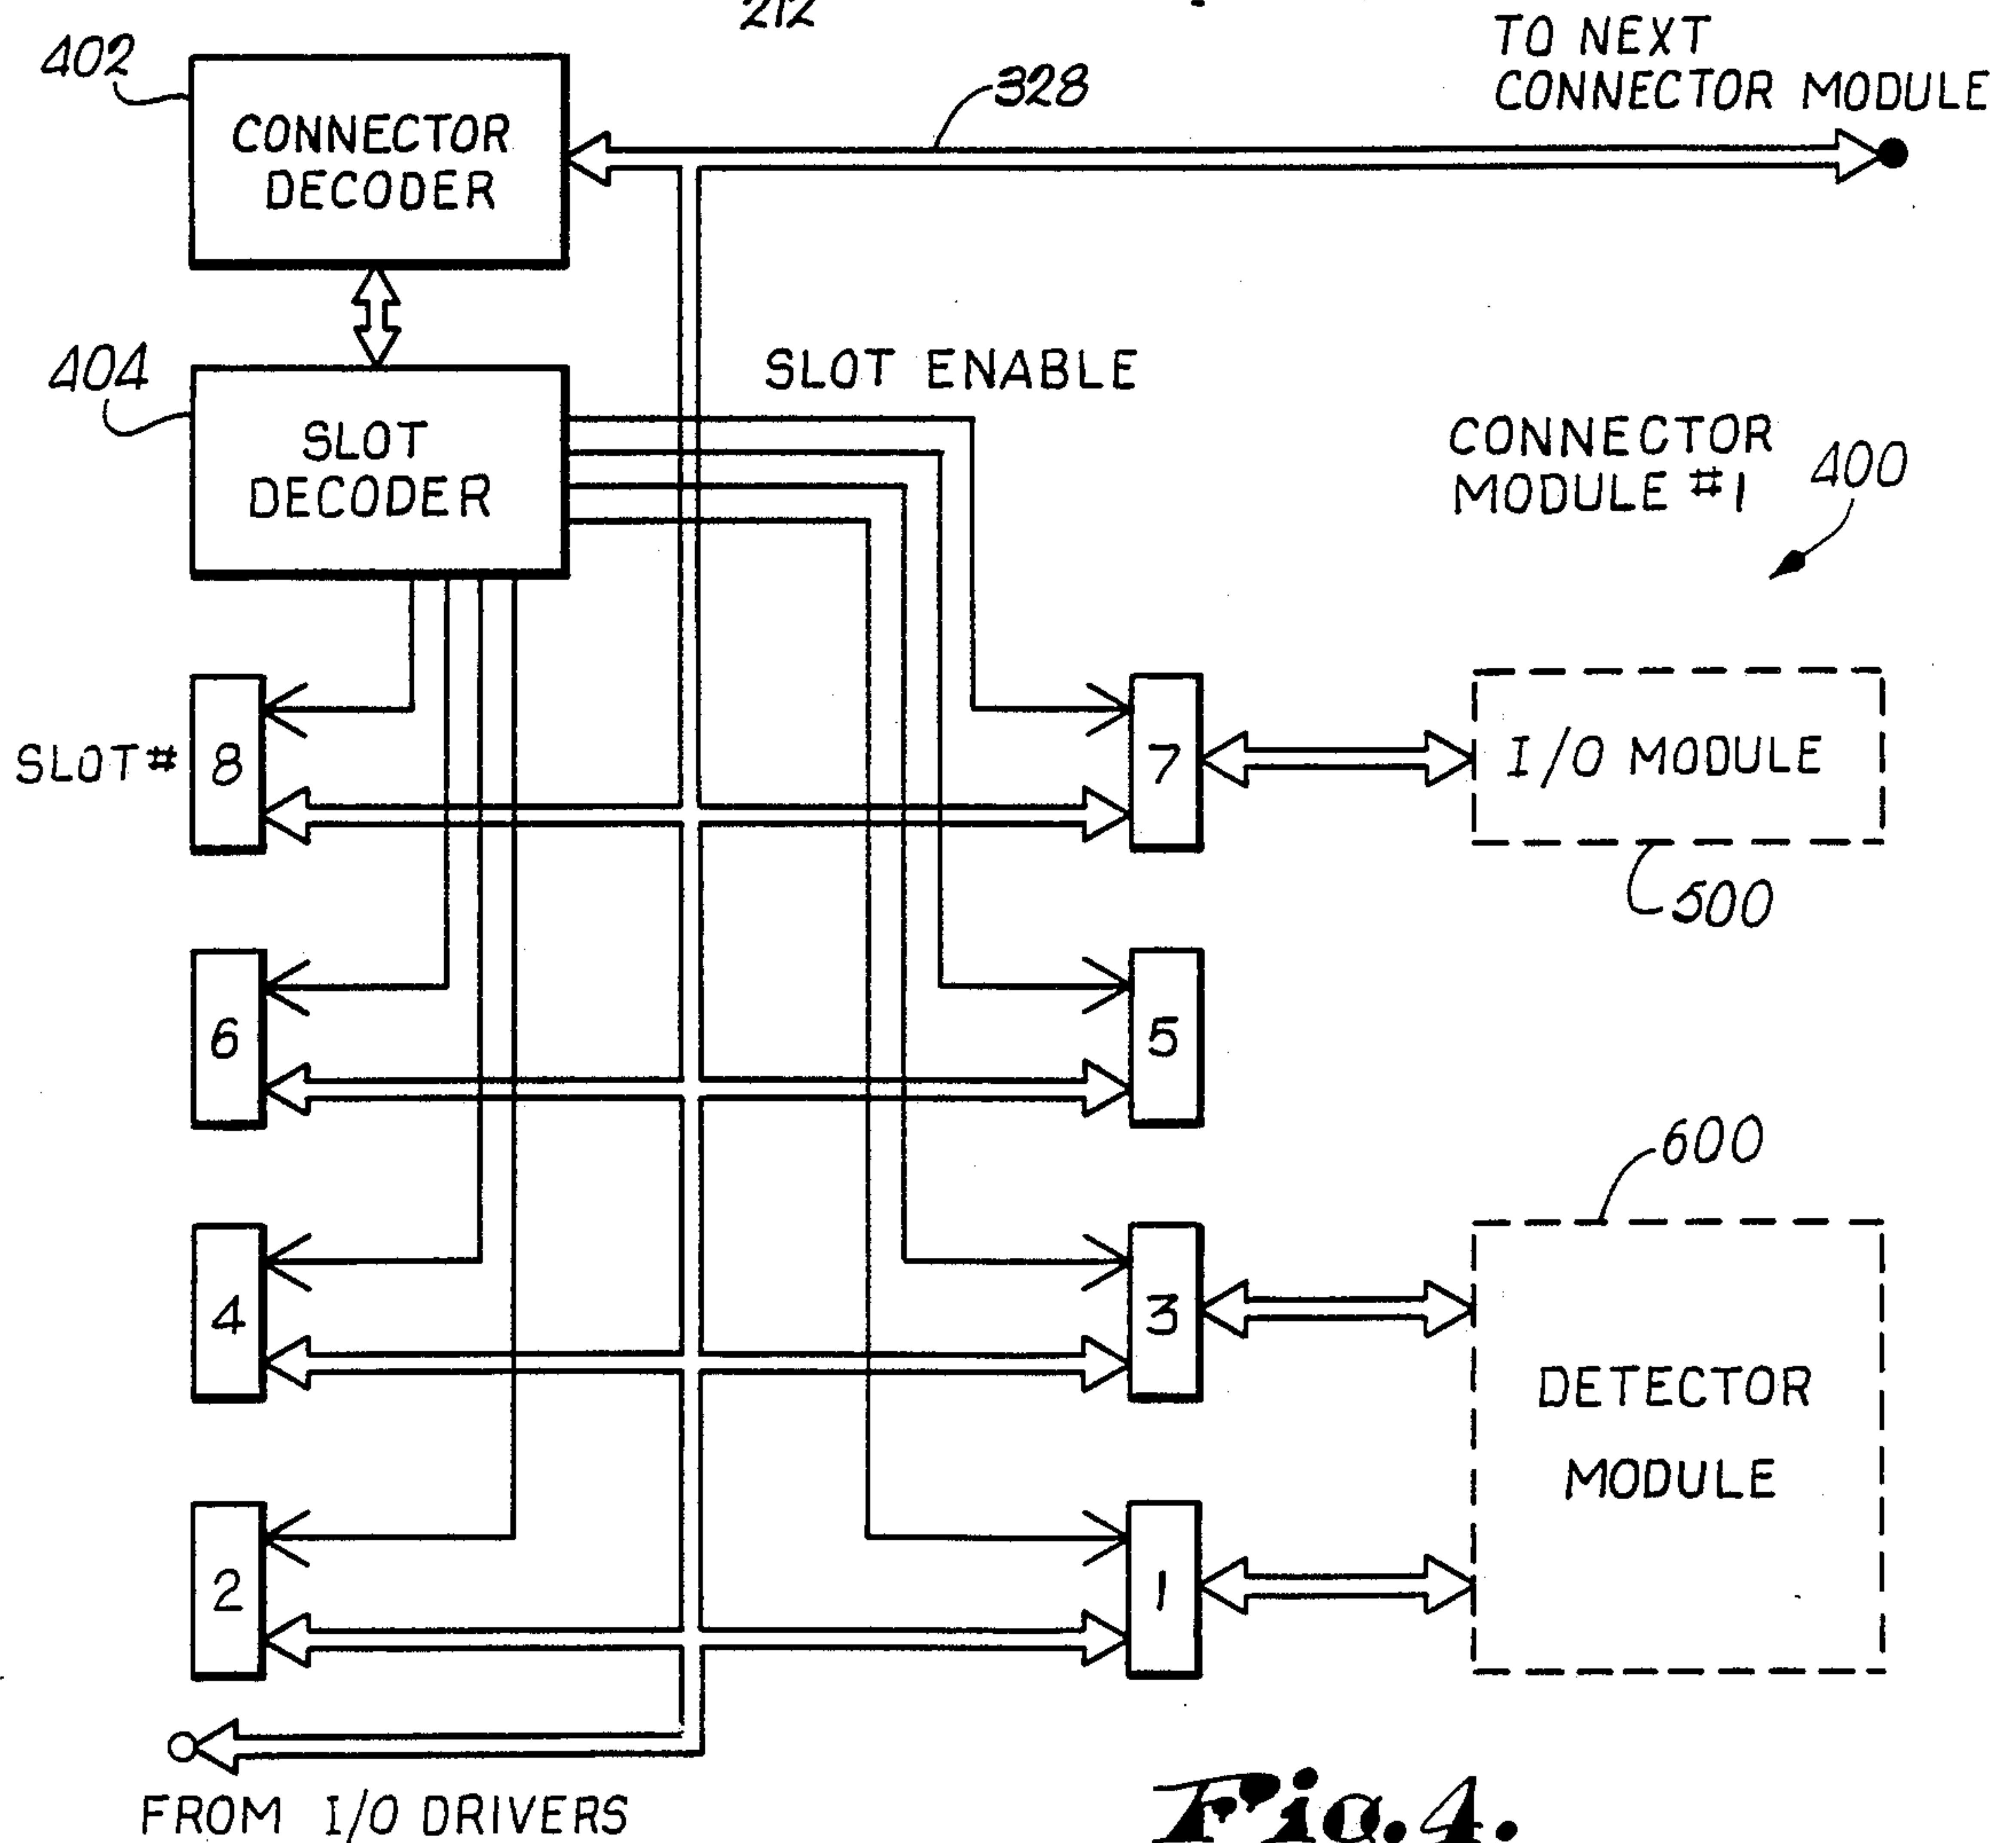 212
TO NEXT
CONNECTOR MODULE
402
328
CONNECTOR
DECODER
404
SLOT ENABLE
SLOT
DECODER
CONNECTOR
MODULE #1
400
SLOT#
8
7
I/O MODULE
500
6
5
600
4
3
DETECTOR
MODULE
2
1
FROM I/O DRIVERS
Fig. 4.